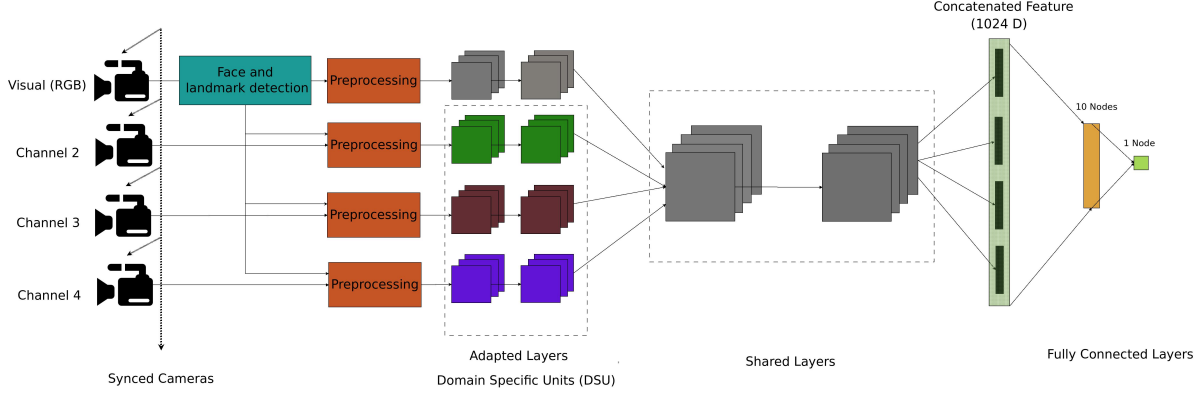 Concatenated Feature
(1024 D)
Visual (RGB)
Face and
landmark detection
Preprocessing
10 Nodes
Channel 2
Preprocessing
1 Node
Channel 3
Preprocessing
Channel 4
Preprocessing
Adapted Layers
Domain Specific Units (DSU)
Shared Layers
Fully Connected Layers
Synced Cameras